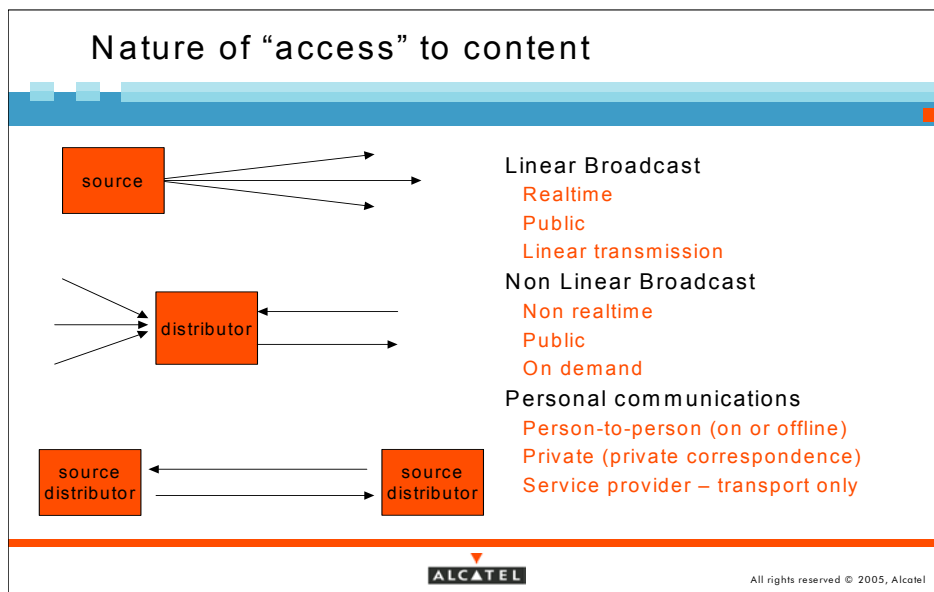 Nature of “access” to content
source
Linear Broadcast
Realtime
Public
Linear transmission
distributor
Non Linear Broadcast
Non realtime
Public
On demand
source
distributor
source
distributor
Personal communications
Person-to-person (on or offline)
Private (private correspondence)
Service provider – transport only
ALCATEL
All rights reserved © 2005, Alcatel